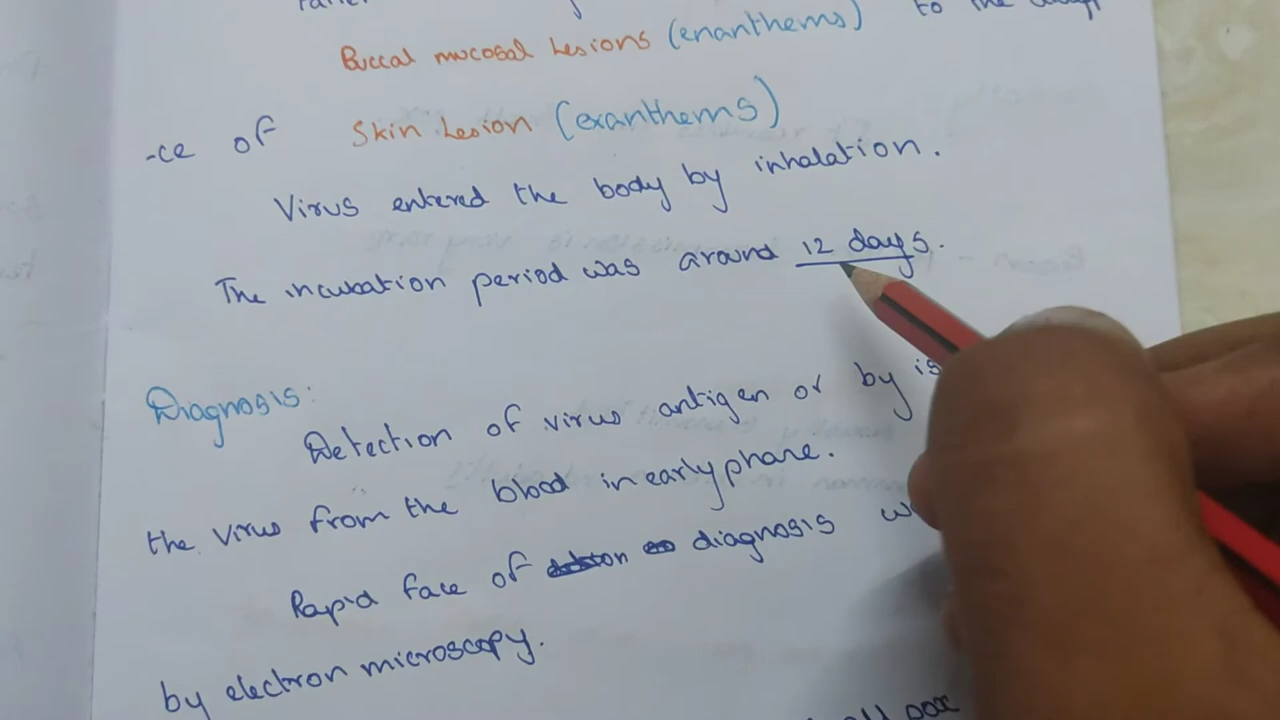 Buccal mucosal Lesions (enanthems) to the
-ce of Skin Lesion (exanthems)
Virus entered the body by inhalation.
The incubation period was around 12 days.
Diagnosis:
Detection of virus antigen or by is
the virus from the blood in early phase.
Rapid face of diagnosis
by electron microscopy.
pox